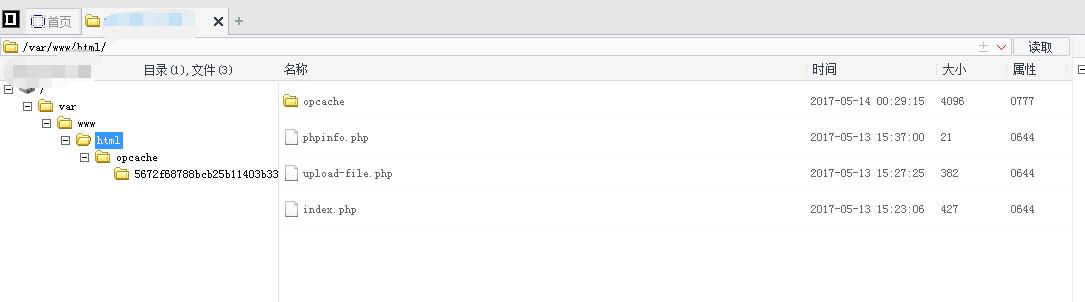 首页
/var/www/html/
读取
目录(1),文件(3)
名称
时间
大小
属性
/
var
www
html
opcache
5672f68788bcb25b11403b33
opcache 2017-05-14 00:29:15 4096 0777
phpinfo.php 2017-05-13 15:37:00 21 0644
upload-file.php 2017-05-13 15:27:25 382 0644
index.php 2017-05-13 15:23:06 427 0644